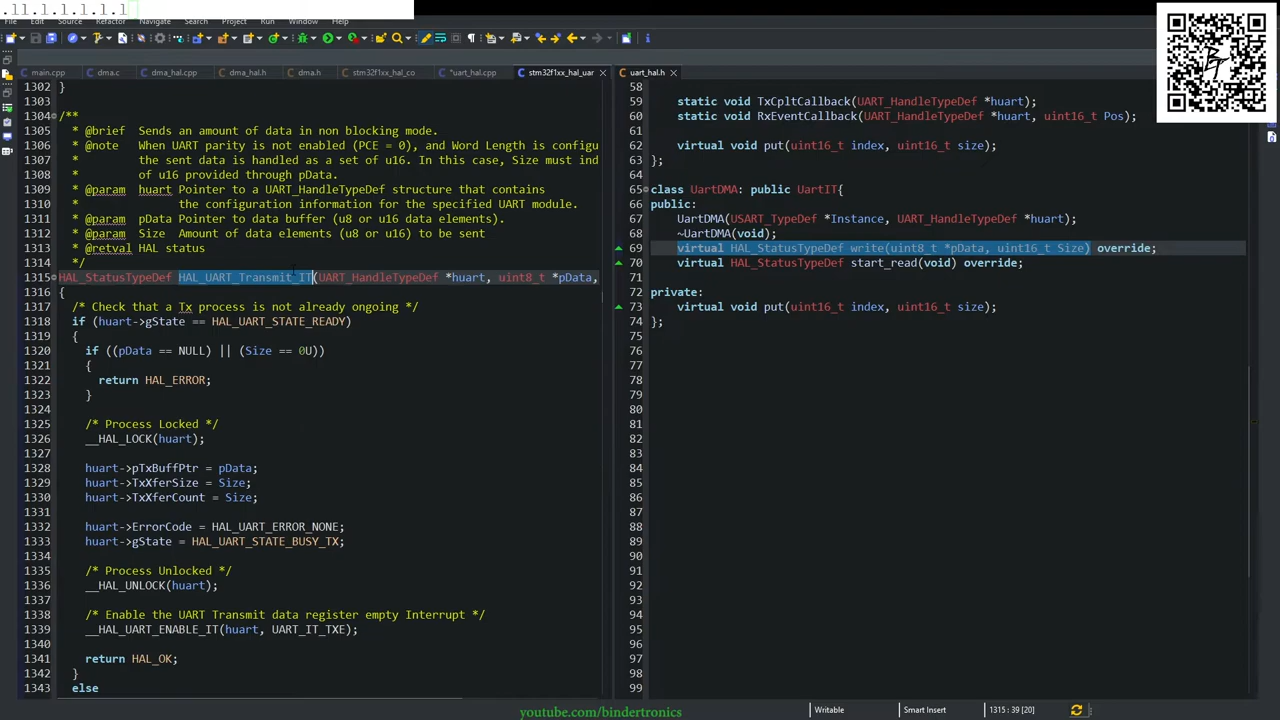 .ll.l.l.l.l.l
File Edit Source Refactor Navigate Search Project Run Window Help
main.cpp dma.c dma_hal.cpp dma_hal.h dma.h stm32f1xx_hal_co *uart_hal.cpp stm32f1xx_hal_uar uart_hal.h
1302 }
1303
1304 /**
1305 * @brief Sends an amount of data in non blocking mode.
1306 * @note When UART parity is not enabled (PCE = 0), and Word Length is configu
1307 * the sent data is handled as a set of u16. In this case, Size must ind
1308 * of u16 provided through pData.
1309 * @param huart Pointer to a UART_HandleTypeDef structure that contains
1310 * the configuration information for the specified UART module.
1311 * @param pData Pointer to data buffer (u8 or u16 data elements).
1312 * @param Size Amount of data elements (u8 or u16) to be sent
1313 * @retval HAL status
1314 */
1315 HAL_StatusTypeDef HAL_UART_Transmit_IT(UART_HandleTypeDef *huart, uint8_t *pData,
1316 {
1317 /* Check that a Tx process is not already ongoing */
1318 if (huart->gState == HAL_UART_STATE_READY)
1319 {
1320 if ((pData == NULL) || (Size == 0U))
1321 {
1322 return HAL_ERROR;
1323 }
1324
1325 /* Process Locked */
1326 __HAL_LOCK(huart);
1327
1328 huart->pTxBuffPtr = pData;
1329 huart->TxXferSize = Size;
1330 huart->TxXferCount = Size;
1331
1332 huart->ErrorCode = HAL_UART_ERROR_NONE;
1333 huart->gState = HAL_UART_STATE_BUSY_TX;
1334
1335 /* Process Unlocked */
1336 __HAL_UNLOCK(huart);
1337
1338 /* Enable the UART Transmit data register empty Interrupt */
1339 __HAL_UART_ENABLE_IT(huart, UART_IT_TXE);
1340
1341 return HAL_OK;
1342 }
1343 else
58
59 static void TxCpltCallback(UART_HandleTypeDef *huart);
60 static void RxEventCallback(UART_HandleTypeDef *huart, uint16_t Pos);
61
62 virtual void put(uint16_t index, uint16_t size);
63 };
64
65 class UartDMA: public UartIT{
66 public:
67 UartDMA(USART_TypeDef *Instance, UART_HandleTypeDef *huart);
68 ~UartDMA(void);
69 virtual HAL_StatusTypeDef write(uint8_t *pData, uint16_t Size) override;
70 virtual HAL_StatusTypeDef start_read(void) override;
71
72 private:
73 virtual void put(uint16_t index, uint16_t size);
74 };
75
76
77
78
79
80
81
82
83
84
85
86
87
88
89
90
91
92
93
94
95
96
97
98
99
BT
youtube.com/bindertronics
Writable Smart Insert 1315 : 39 [20]